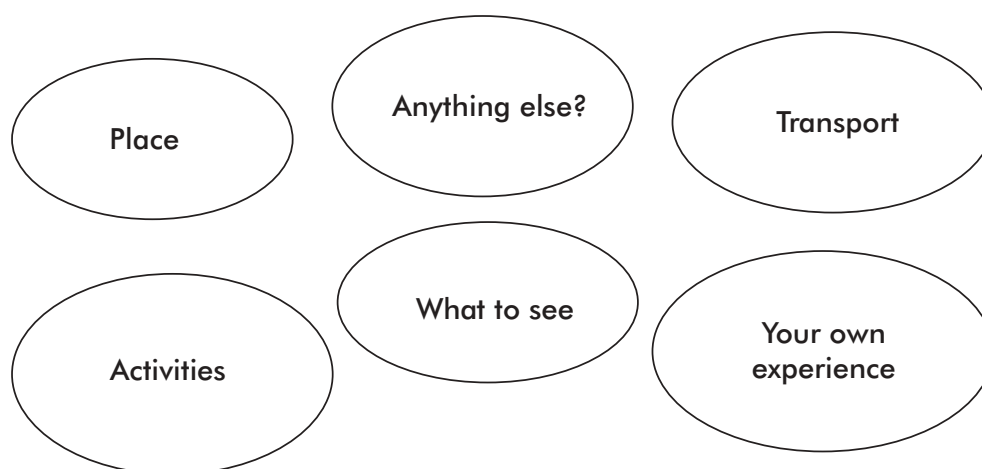 Place
Anything else?
Transport
Activities
What to see
Your own
experience